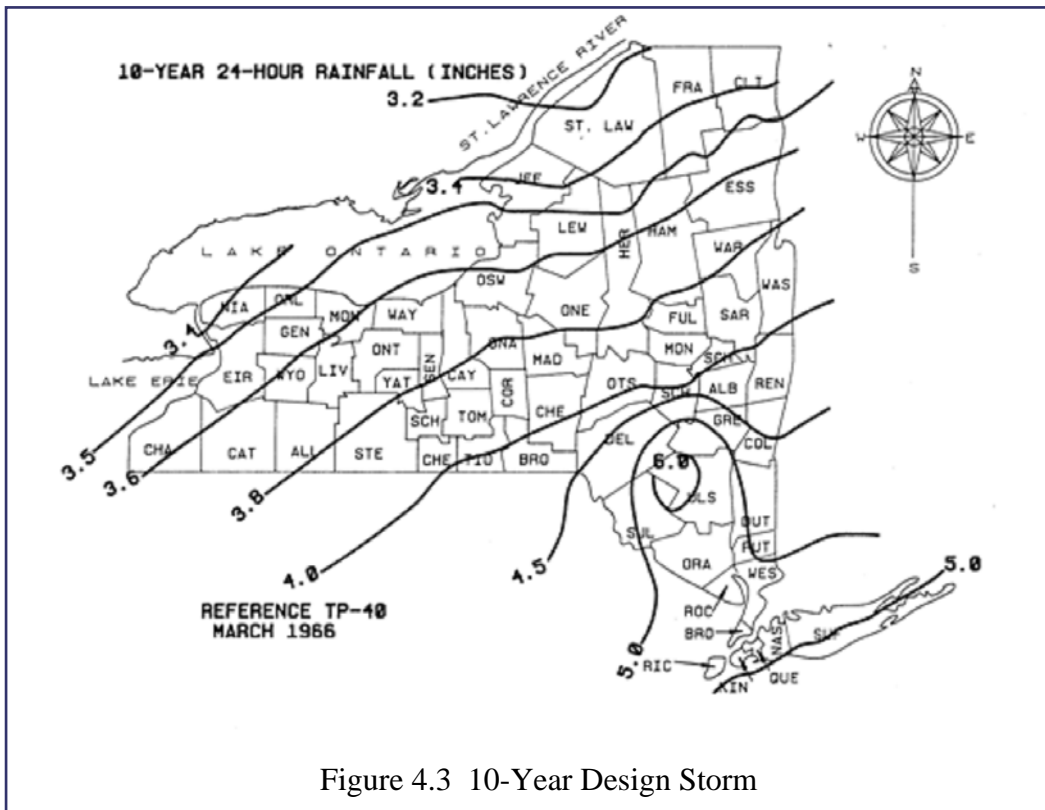 10-YEAR 24-HOUR RAINFALL (INCHES)
ST. LAWRENCE RIVER
N
W
E
S
3.2
FRA
CLI
ST. LAW
JEF
3.4
ESS
LEW
HER
HAM
WAR
LAKE ONTARIO
OSW
WAS
NIA
ORL
MON
WAY
ONE
FUL
SAR
GEN
3.4
ONT
ONA
MAD
MON
SCH
LAKE ERIE
EIR
WYO
LIV
YAT
SEN
CAY
COR
OTS
SCH
ALB
REN
SCH
TOM
CHE
GRE
DEL
COL
CHA
CAT
ALL
STE
CHE
TIO
BRO
3.5
3.6
3.8
4.0
4.5
6.0
ULS
SUL
DUT
PUT
ORA
WES
5.0
ROC
REFERENCE TP-40
MARCH 1966
BRO
NAS
SUF
5.0
RIC
KIN
QUE
Figure 4.3 10-Year Design Storm